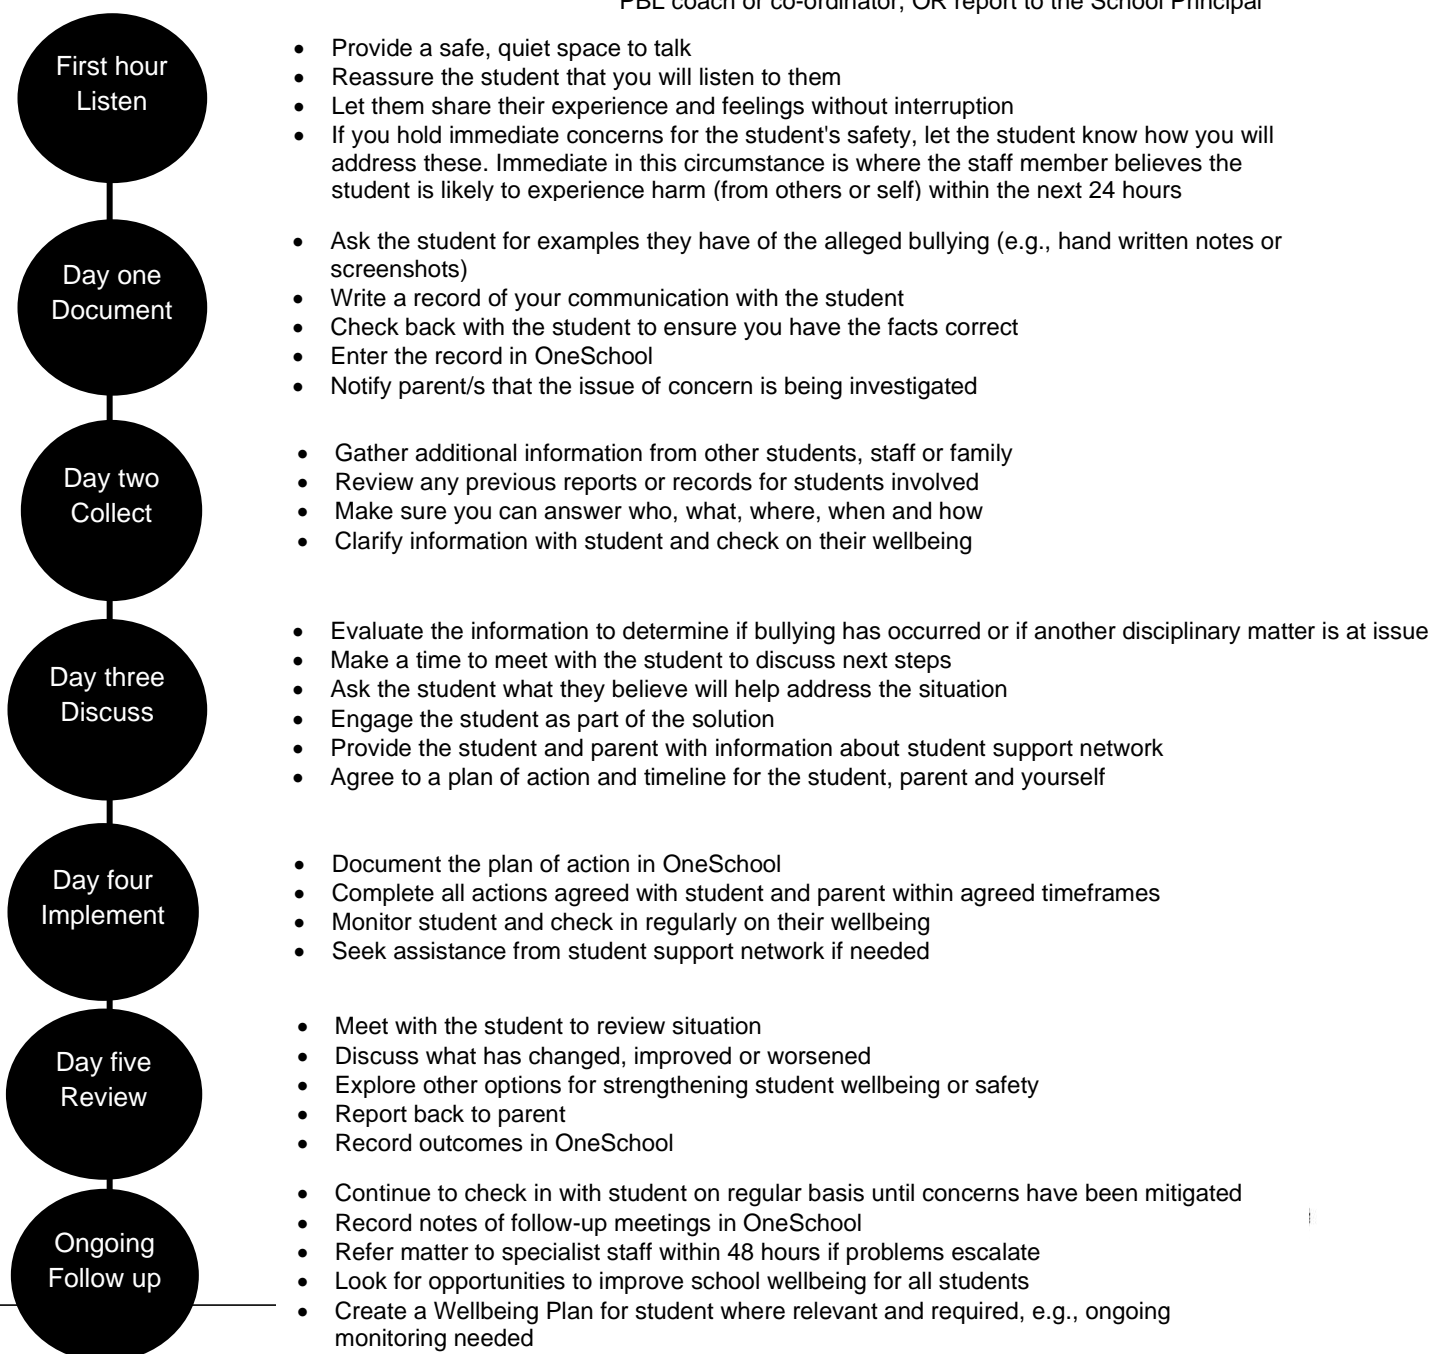 PBL coach or co-ordinator, OR report to the School Principal
First hour
Listen
• Provide a safe, quiet space to talk
• Reassure the student that you will listen to them
• Let them share their experience and feelings without interruption
• If you hold immediate concerns for the student's safety, let the student know how you will
address these. Immediate in this circumstance is where the staff member believes the
student is likely to experience harm (from others or self) within the next 24 hours
Day one
Document
• Ask the student for examples they have of the alleged bullying (e.g., hand written notes or
screenshots)
• Write a record of your communication with the student
• Check back with the student to ensure you have the facts correct
• Enter the record in OneSchool
• Notify parent/s that the issue of concern is being investigated
Day two
Collect
• Gather additional information from other students, staff or family
• Review any previous reports or records for students involved
• Make sure you can answer who, what, where, when and how
• Clarify information with student and check on their wellbeing
Day three
Discuss
• Evaluate the information to determine if bullying has occurred or if another disciplinary matter is at issue
• Make a time to meet with the student to discuss next steps
• Ask the student what they believe will help address the situation
• Engage the student as part of the solution
• Provide the student and parent with information about student support network
• Agree to a plan of action and timeline for the student, parent and yourself
Day four
Implement
• Document the plan of action in OneSchool
• Complete all actions agreed with student and parent within agreed timeframes
• Monitor student and check in regularly on their wellbeing
• Seek assistance from student support network if needed
Day five
Review
• Meet with the student to review situation
• Discuss what has changed, improved or worsened
• Explore other options for strengthening student wellbeing or safety
• Report back to parent
• Record outcomes in OneSchool
Ongoing
Follow up
• Continue to check in with student on regular basis until concerns have been mitigated
• Record notes of follow-up meetings in OneSchool
• Refer matter to specialist staff within 48 hours if problems escalate
• Look for opportunities to improve school wellbeing for all students
• Create a Wellbeing Plan for student where relevant and required, e.g., ongoing
monitoring needed